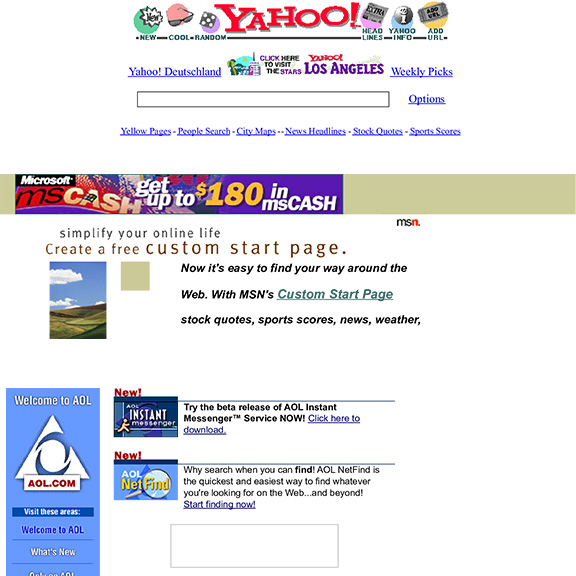 NEW COOL RANDOM YAHOO! HEAD LINES YAHOO INFO ADD URL
New
EXTRA
i
ADD URL
Yahoo! Deutschland CLICK HERE TO VISIT THE STARS YAHOO! LOS ANGELES Weekly Picks
Options
Yellow Pages - People Search - City Maps - - News Headlines - Stock Quotes - Sports Scores
Microsoft msCASH get up to $180 in msCASH
msn.
simplify your online life
Create a free custom start page.
Now it's easy to find your way around the
Web. With MSN's Custom Start Page
stock quotes, sports scores, news, weather,
Welcome to AOL
AOL.COM
Visit these areas:
Welcome to AOL
What's New
New!
AOL INSTANT messenger
Try the beta release of AOL Instant
Messenger™ Service NOW! Click here to
download.
New!
AOL NetFind
Why search when you can find! AOL NetFind is
the quickest and easiest way to find whatever
you're looking for on the Web...and beyond!
Start finding now!